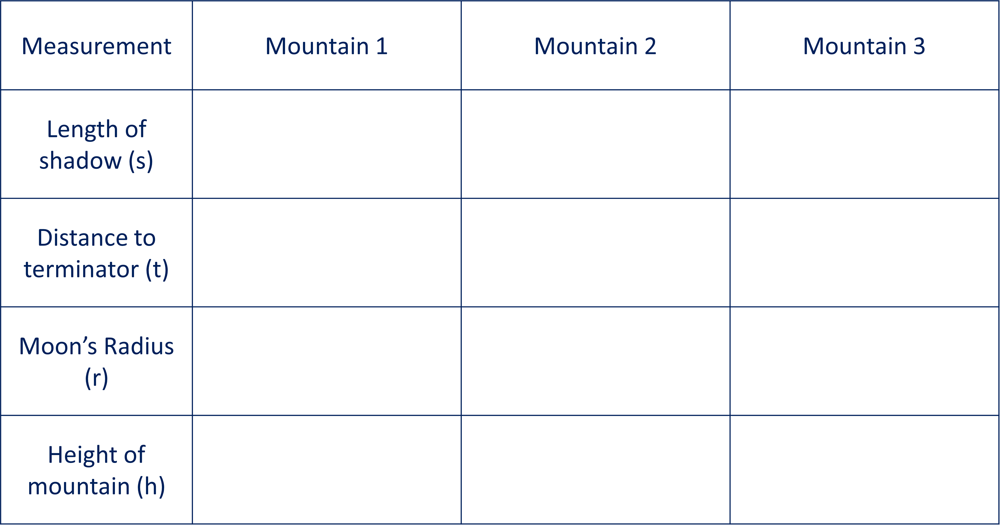 Measurement Mountain 1 Mountain 2 Mountain 3
Length of
shadow (s)
Distance to
terminator (t)
Moon’s Radius
(r)
Height of
mountain (h)